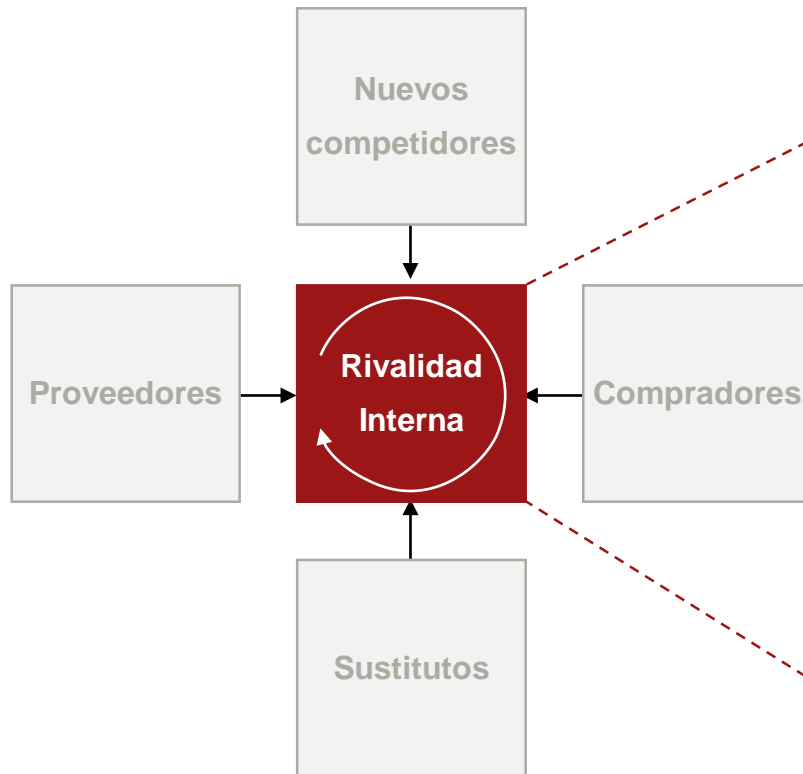 Nuevos
competidores
Proveedores
Rivalidad
Interna
Compradores
Sustitutos